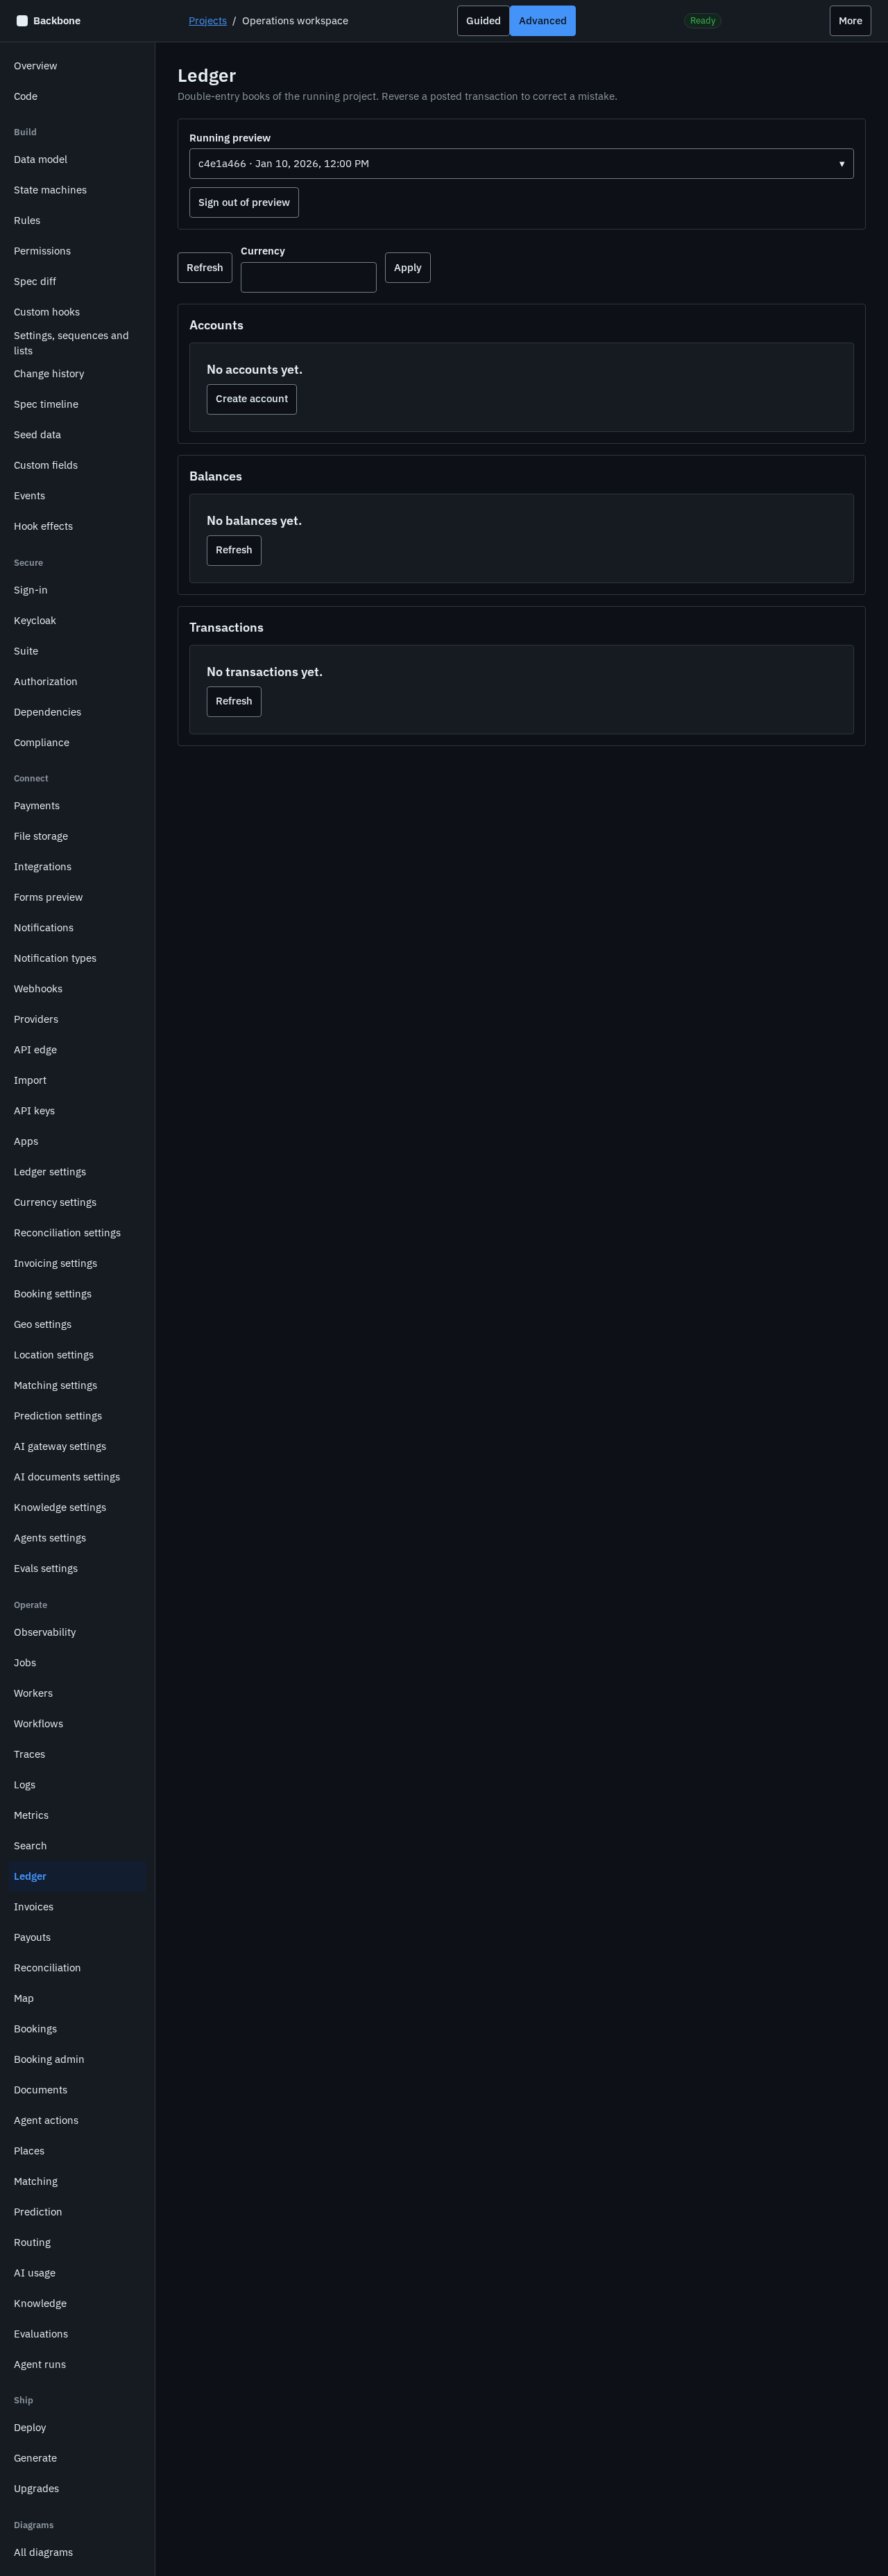 Backbone
Projects / Operations workspace
Guided
Advanced
Ready
More
Overview
Code
Build
Data model
State machines
Rules
Permissions
Spec diff
Custom hooks
Settings, sequences and
lists
Change history
Spec timeline
Seed data
Custom fields
Events
Hook effects
Secure
Sign-in
Keycloak
Suite
Authorization
Dependencies
Compliance
Connect
Payments
File storage
Integrations
Forms preview
Notifications
Notification types
Webhooks
Providers
API edge
Import
API keys
Apps
Ledger settings
Currency settings
Reconciliation settings
Invoicing settings
Booking settings
Geo settings
Location settings
Matching settings
Prediction settings
AI gateway settings
AI documents settings
Knowledge settings
Agents settings
Evals settings
Operate
Observability
Jobs
Workers
Workflows
Traces
Logs
Metrics
Search
Ledger
Invoices
Payouts
Reconciliation
Map
Bookings
Booking admin
Documents
Agent actions
Places
Matching
Prediction
Routing
AI usage
Knowledge
Evaluations
Agent runs
Ship
Deploy
Generate
Upgrades
Diagrams
All diagrams
Ledger
Double-entry books of the running project. Reverse a posted transaction to correct a mistake.
Running preview
c4e1a466 · Jan 10, 2026, 12:00 PM
Sign out of preview
Refresh
Currency
Apply
Accounts
No accounts yet.
Create account
Balances
No balances yet.
Refresh
Transactions
No transactions yet.
Refresh